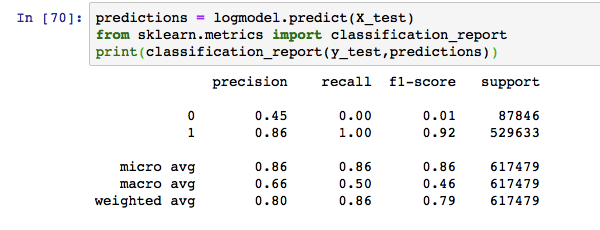 In [70]: predictions = logmodel.predict(X_test)
from sklearn.metrics import classification_report
print(classification_report(y_test,predictions))
precision recall f1-score support
0 0.45 0.00 0.01 87846
1 0.86 1.00 0.92 529633
micro avg 0.86 0.86 0.86 617479
macro avg 0.66 0.50 0.46 617479
weighted avg 0.80 0.86 0.79 617479